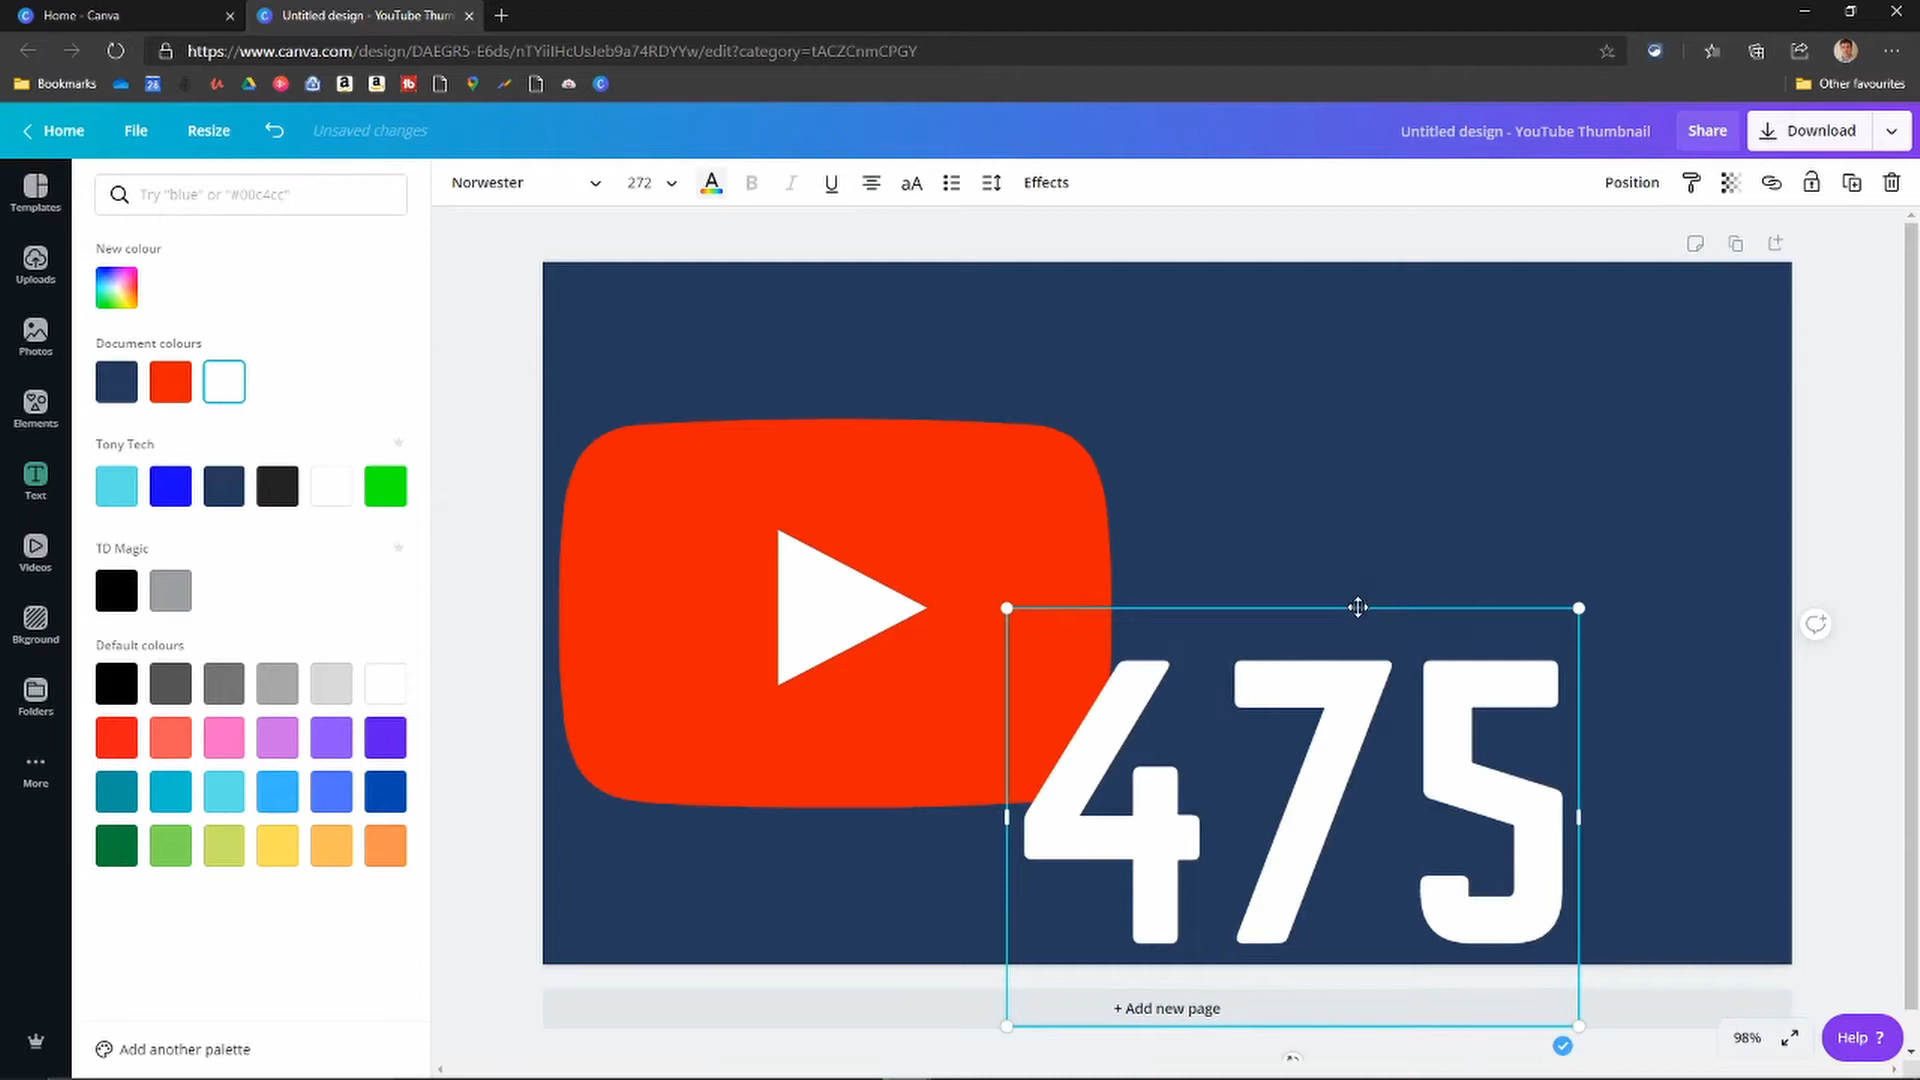 Home - Canva
Untitled design - YouTube Thum
https://www.canva.com/design/DAEGR5-E6ds/nTYiiIHcUsJeb9a74RDYYw/edit?category=tACZCnmCPGY
Bookmarks
28
Other favourites
Home
File
Resize
Unsaved changes
Untitled design - YouTube Thumbnail
Share
Download
Norwester
272
A
B
I
U
aA
Effects
Position
Templates
Uploads
Photos
Elements
Text
Videos
Bkground
Folders
More
Try "blue" or "#00c4cc"
New colour
Document colours
Tony Tech
TD Magic
Default colours
Add another palette
475
+ Add new page
98%
Help ?